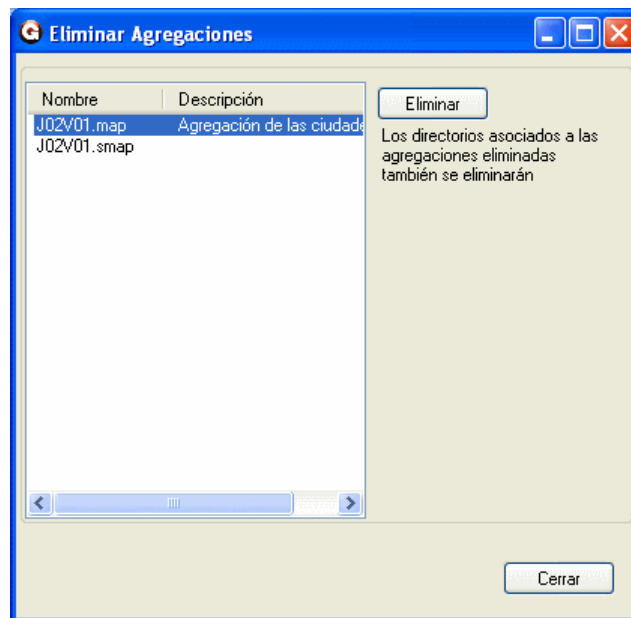 G Eliminar Agregaciones
Nombre Descripción
J02V01.map Agregación de las ciudade
J02V01.smap
Eliminar
Los directorios asociados a las
agregaciones eliminadas
también se eliminarán
Cerrar